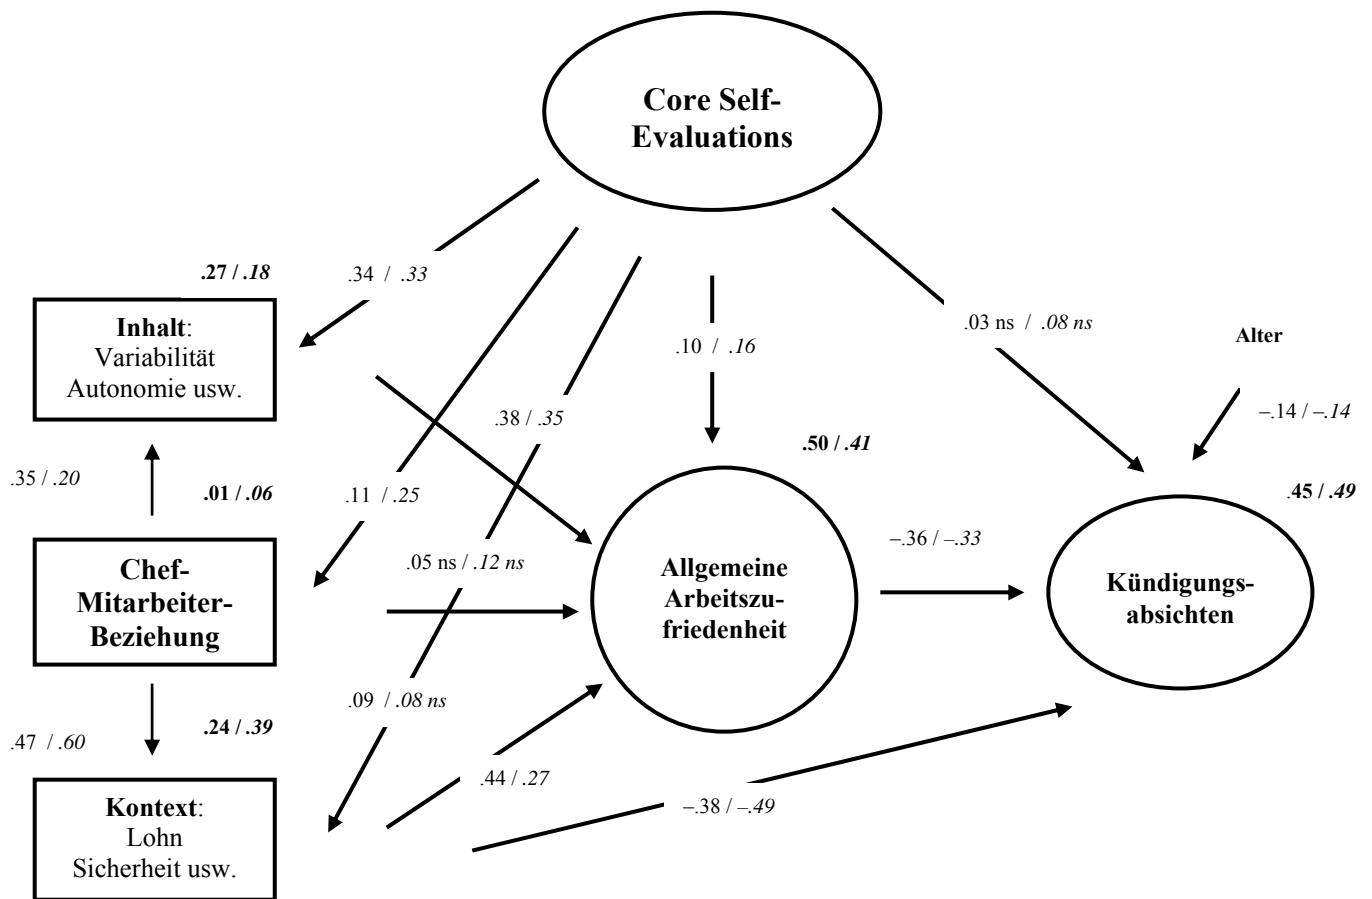 Core Self-
Evaluations
.27 / .18
.34 / .33
Inhalt:
Variabilität
Autonomie usw.
.10 / .16
.03 ns / .08 ns
Alter
–.14 / –.14
.38 / .35
.50 / .41
.35 / .20
.01 / .06
.11 / .25
.45 / .49
Chef-
Mitarbeiter-
Beziehung
.05 ns / .12 ns
Allgemeine
Arbeitszu-
friedenheit
–.36 / –.33
Kündigungs-
absichten
.47 / .60
.24 / .39
.09 / .08 ns
.44 / .27
–.38 / –.49
Kontext:
Lohn
Sicherheit usw.